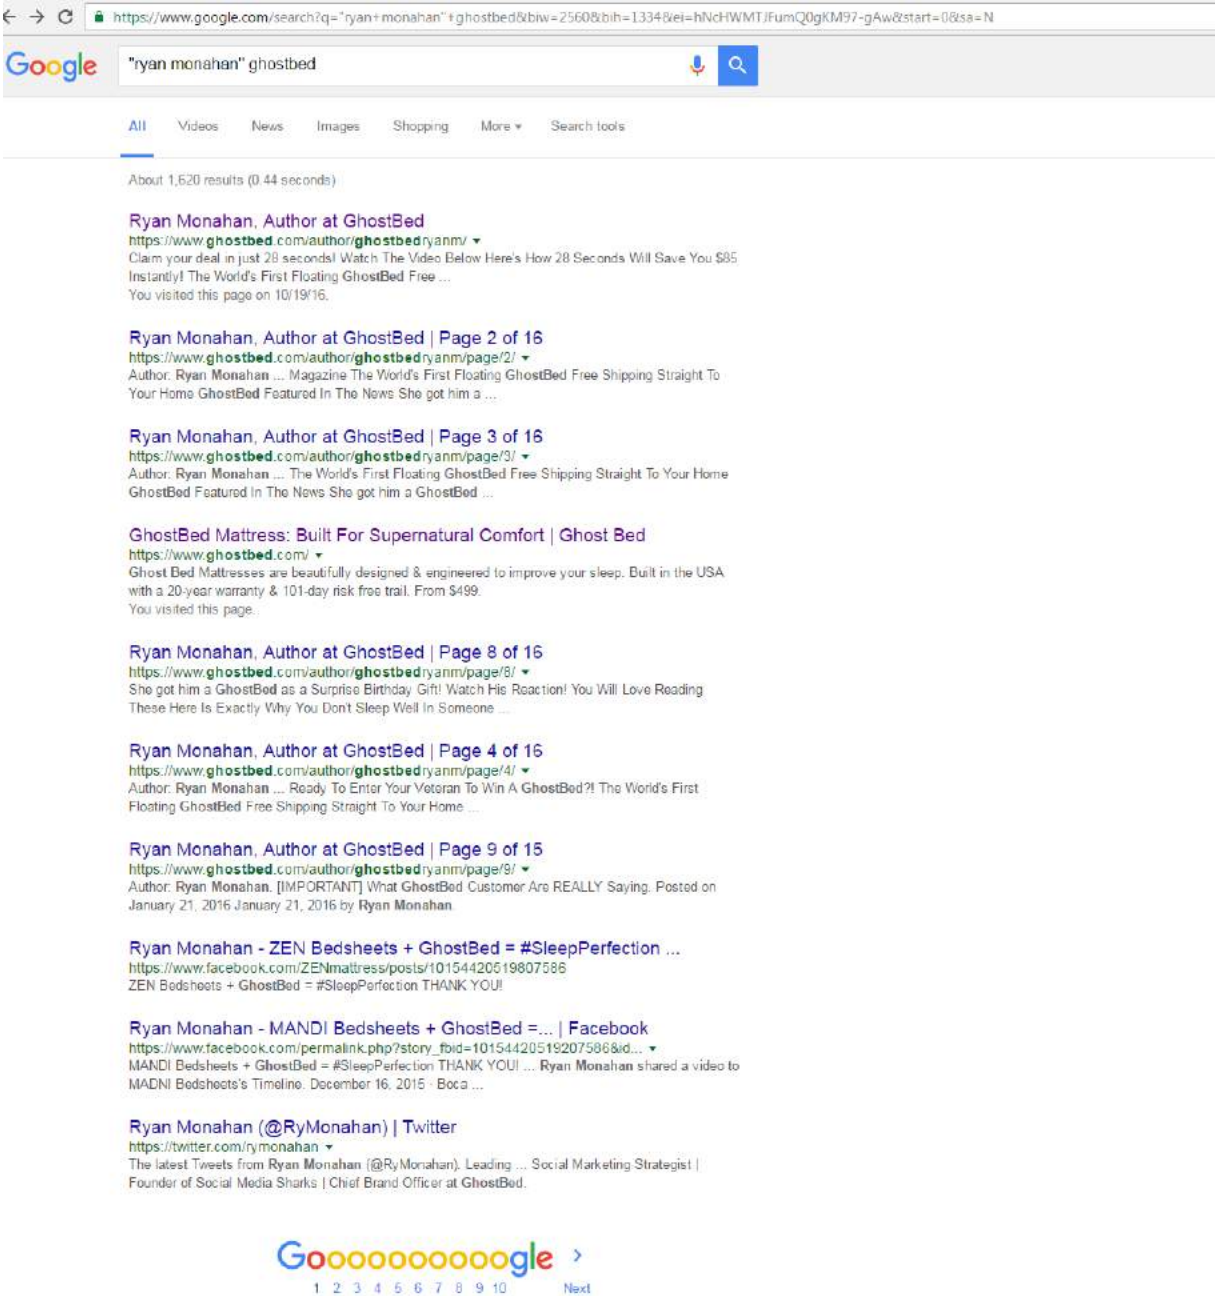 https://www.google.com/search?q="ryan+monahan"+ghostbed&biw=2560&bih=1334&ei=hNcHWMTJFumQ0gKM97-gAw&start=0&sa=N
Google
"ryan monahan" ghostbed
All Videos News Images Shopping More Search tools
About 1,620 results (0.44 seconds)
Ryan Monahan, Author at GhostBed
https://www.ghostbed.com/author/ghostbedryanm/
Claim your deal in just 28 seconds! Watch The Video Below Here's How 28 Seconds Will Save You $85
Instantly! The World's First Floating GhostBed Free ...
You visited this page on 10/19/16.
Ryan Monahan, Author at GhostBed | Page 2 of 16
https://www.ghostbed.com/author/ghostbedryanm/page/2/
Author: Ryan Monahan ... Magazine The World's First Floating GhostBed Free Shipping Straight To
Your Home GhostBed Featured In The News She got him a ...
Ryan Monahan, Author at GhostBed | Page 3 of 16
https://www.ghostbed.com/author/ghostbedryanm/page/3/
Author: Ryan Monahan ... The World's First Floating GhostBed Free Shipping Straight To Your Home
GhostBed Featured In The News She got him a GhostBed ...
GhostBed Mattress: Built For Supernatural Comfort | Ghost Bed
https://www.ghostbed.com/
Ghost Bed Mattresses are beautifully designed & engineered to improve your sleep. Built in the USA
with a 20-year warranty & 101-day risk free trail. From $499.
You visited this page.
Ryan Monahan, Author at GhostBed | Page 8 of 16
https://www.ghostbed.com/author/ghostbedryanm/page/8/
She got him a GhostBed as a Surprise Birthday Gift! Watch His Reaction! You Will Love Reading
These Here Is Exactly Why You Don't Sleep Well In Someone ...
Ryan Monahan, Author at GhostBed | Page 4 of 16
https://www.ghostbed.com/author/ghostbedryanm/page/4/
Author: Ryan Monahan ... Ready To Enter Your Veteran To Win A GhostBed?! The World's First
Floating GhostBed Free Shipping Straight To Your Home ...
Ryan Monahan, Author at GhostBed | Page 9 of 15
https://www.ghostbed.com/author/ghostbedryanm/page/9/
Author: Ryan Monahan. [IMPORTANT] What GhostBed Customer Are REALLY Saying. Posted on
January 21, 2016 January 21, 2016 by Ryan Monahan.
Ryan Monahan - ZEN Bedsheets + GhostBed = #SleepPerfection ...
https://www.facebook.com/ZENmattress/posts/10154420519807586
ZEN Bedsheets + GhostBed = #SleepPerfection THANK YOU!
Ryan Monahan - MANDI Bedsheets + GhostBed =... | Facebook
https://www.facebook.com/permalink.php?story_fbid=10154420519207586&id...
MANDI Bedsheets + GhostBed = #SleepPerfection THANK YOU! ... Ryan Monahan shared a video to
MADNI Bedsheets's Timeline. December 16, 2015 · Boca ...
Ryan Monahan (@RyMonahan) | Twitter
https://twitter.com/rymonahan
The latest Tweets from Ryan Monahan (@RyMonahan). Leading ... Social Marketing Strategist |
Founder of Social Media Sharks | Chief Brand Officer at GhostBed.
Goooooooooogle
1 2 3 4 5 6 7 8 9 10 Next